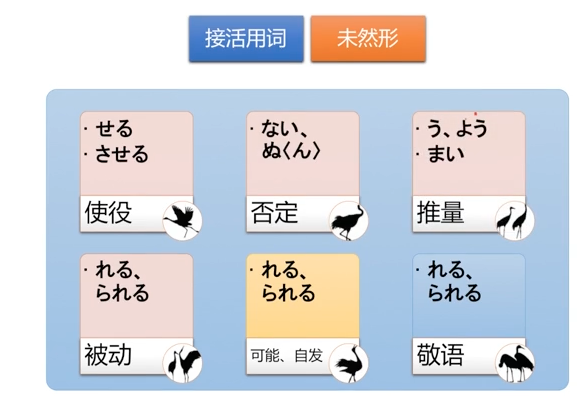 接活用词
未然形
・せる
・させる
使役
・ない、
ぬ〈ん〉
否定
・う、よう
・まい
推量
・れる、
られる
被动
・れる、
られる
可能、自发
・れる、
られる
敬语